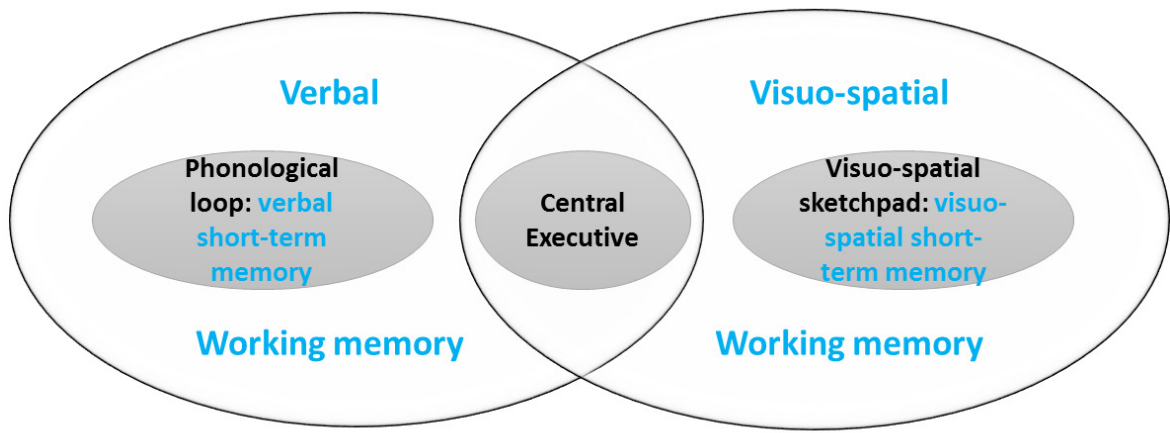 Verbal
Visuo-spatial
Phonological
loop: verbal
short-term
memory
Central
Executive
Visuo-spatial
sketchpad: visuo-
spatial short-
term memory
Working memory
Working memory